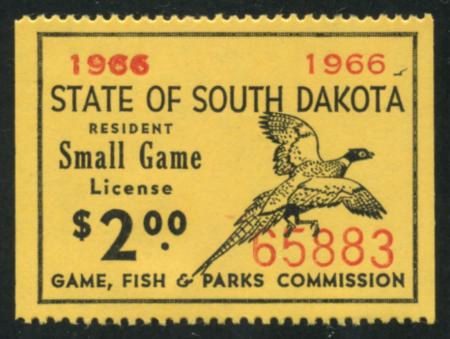 1966 1966
STATE OF SOUTH DAKOTA
RESIDENT
Small Game
License
$2.00
65883
GAME, FISH & PARKS COMMISSION